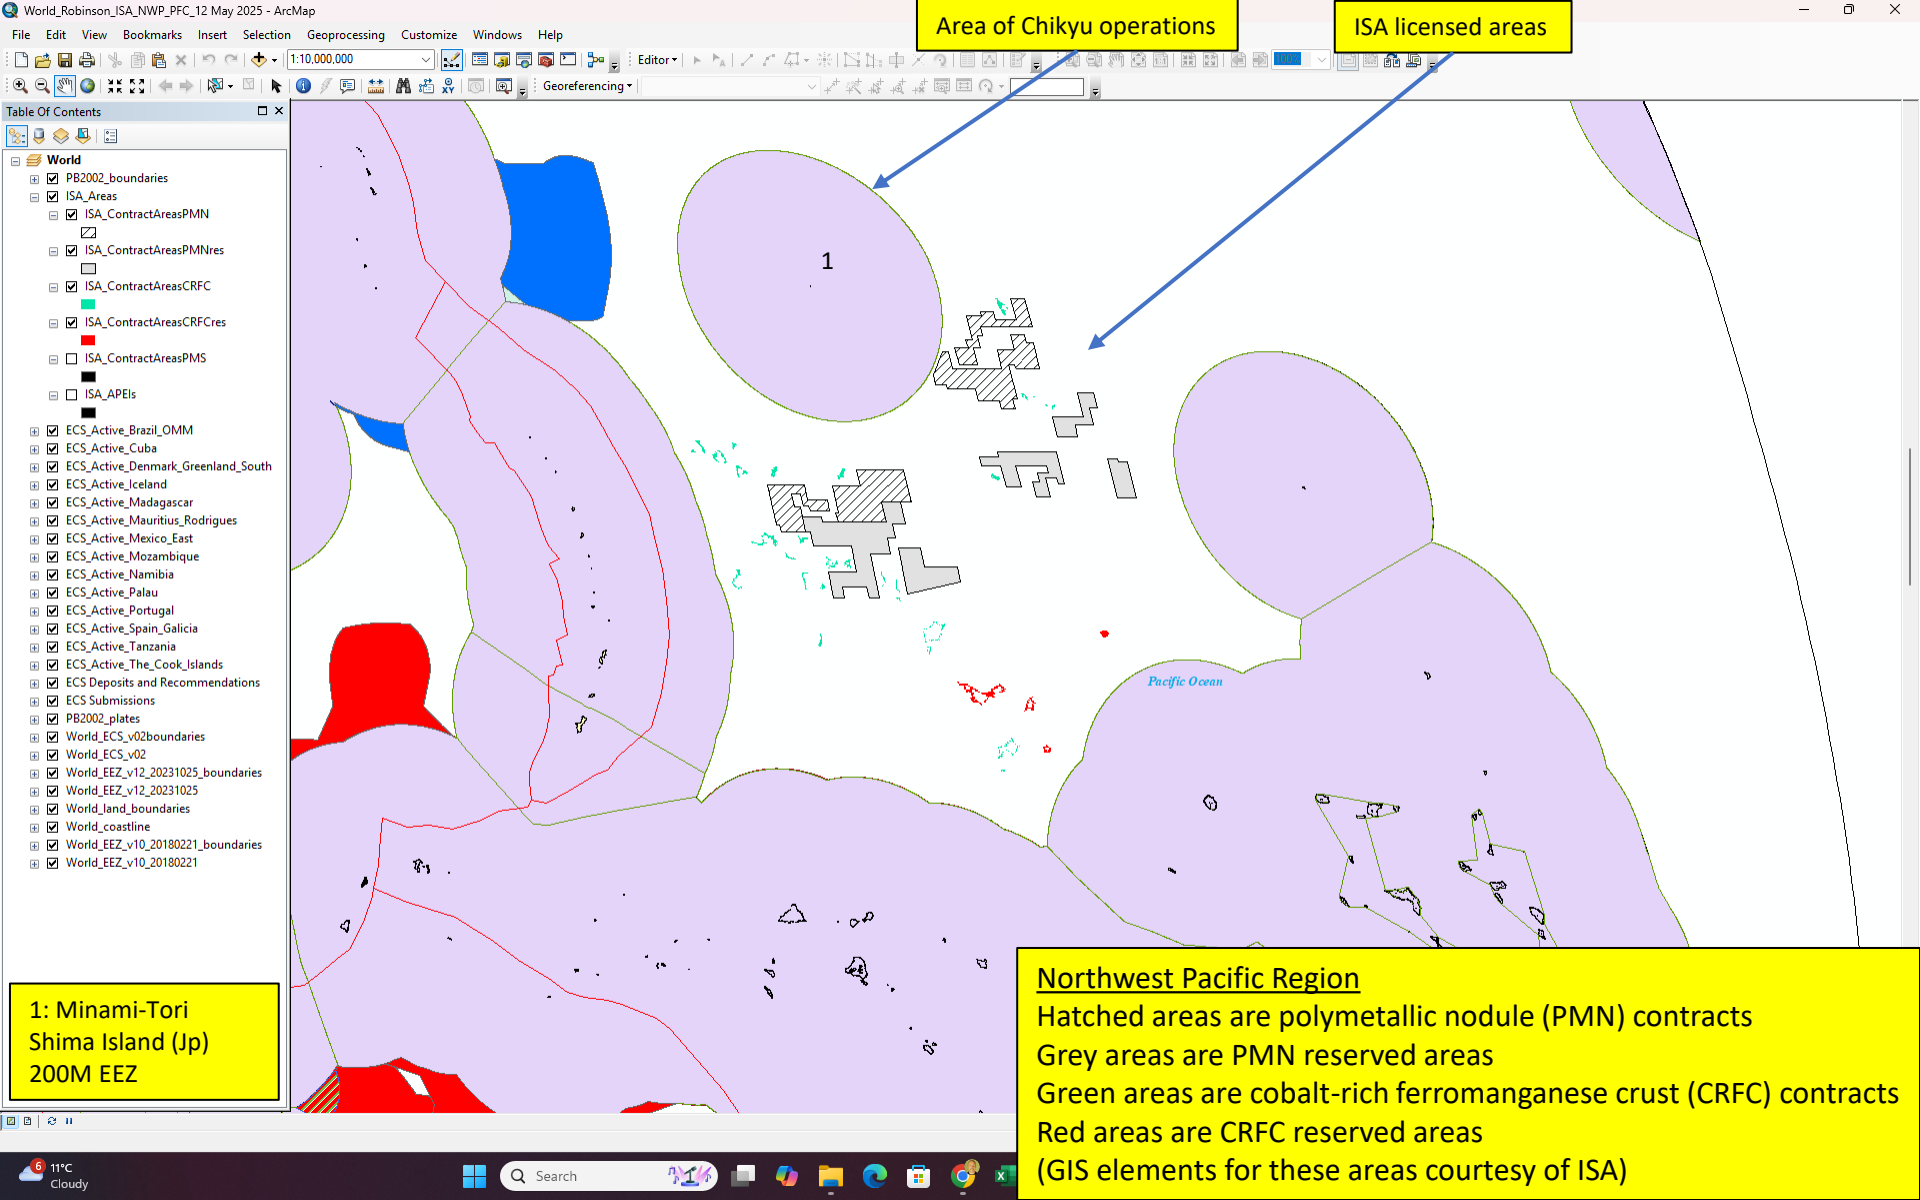 World_Robinson_ISA_NWP_PFC_12 May 2025 - ArcMap
File Edit View Bookmarks Insert Selection Geoprocessing Customize Windows Help
Area of Chikyu operations
ISA licensed areas
1:10,000,000
Editor
100%
Georeferencing
Table Of Contents
World
PB2002_boundaries
ISA_Areas
ISA_ContractAreasPMN
ISA_ContractAreasPMNres
ISA_ContractAreasCRFC
ISA_ContractAreasCRFCres
ISA_ContractAreasPMS
ISA_APEIs
ECS_Active_Brazil_OMM
ECS_Active_Cuba
ECS_Active_Denmark_Greenland_South
ECS_Active_Iceland
ECS_Active_Madagascar
ECS_Active_Mauritius_Rodrigues
ECS_Active_Mexico_East
ECS_Active_Mozambique
ECS_Active_Namibia
ECS_Active_Palau
ECS_Active_Portugal
ECS_Active_Spain_Galicia
ECS_Active_Tanzania
ECS_Active_The_Cook_Islands
ECS Deposits and Recommendations
ECS Submissions
PB2002_plates
World_ECS_v02boundaries
World_ECS_v02
World_EEZ_v12_20231025_boundaries
World_EEZ_v12_20231025
World_land_boundaries
World_coastline
World_EEZ_v10_20180221_boundaries
World_EEZ_v10_20180221
1
Pacific Ocean
1: Minami-Tori
Shima Island (Jp)
200M EEZ
Northwest Pacific Region
Hatched areas are polymetallic nodule (PMN) contracts
Grey areas are PMN reserved areas
Green areas are cobalt-rich ferromanganese crust (CRFC) contracts
Red areas are CRFC reserved areas
(GIS elements for these areas courtesy of ISA)
6
11°C
Cloudy
Search